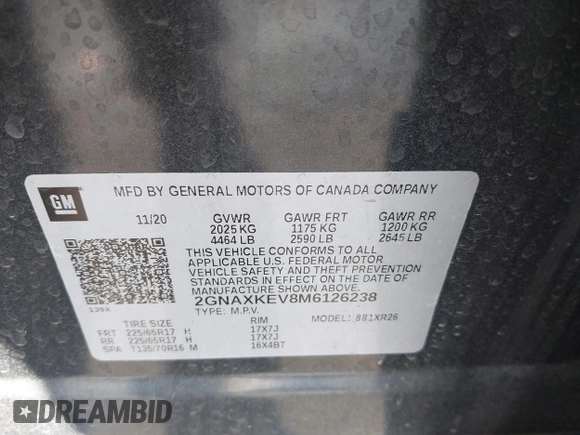 GM
MFD BY GENERAL MOTORS OF CANADA COMPANY
11/20 GVWR GAWR FRT GAWR RR
2025 KG 1175 KG 1200 KG
4464 LB 2590 LB 2645 LB
THIS VEHICLE CONFORMS TO ALL
APPLICABLE U.S. FEDERAL MOTOR
VEHICLE SAFETY AND THEFT PREVENTION
STANDARDS IN EFFECT ON THE DATE OF
MANUFACTURE SHOWN ABOVE.
139X 2GNAXKEV8M6126238
TYPE: M.P.V. MODEL: 881XR26
TIRE SIZE RIM
FRT 225/65R17 H 17X7J
RR 225/65R17 H 17X7J
SPA T135/70R16 M 16X4BT
DREAMBID